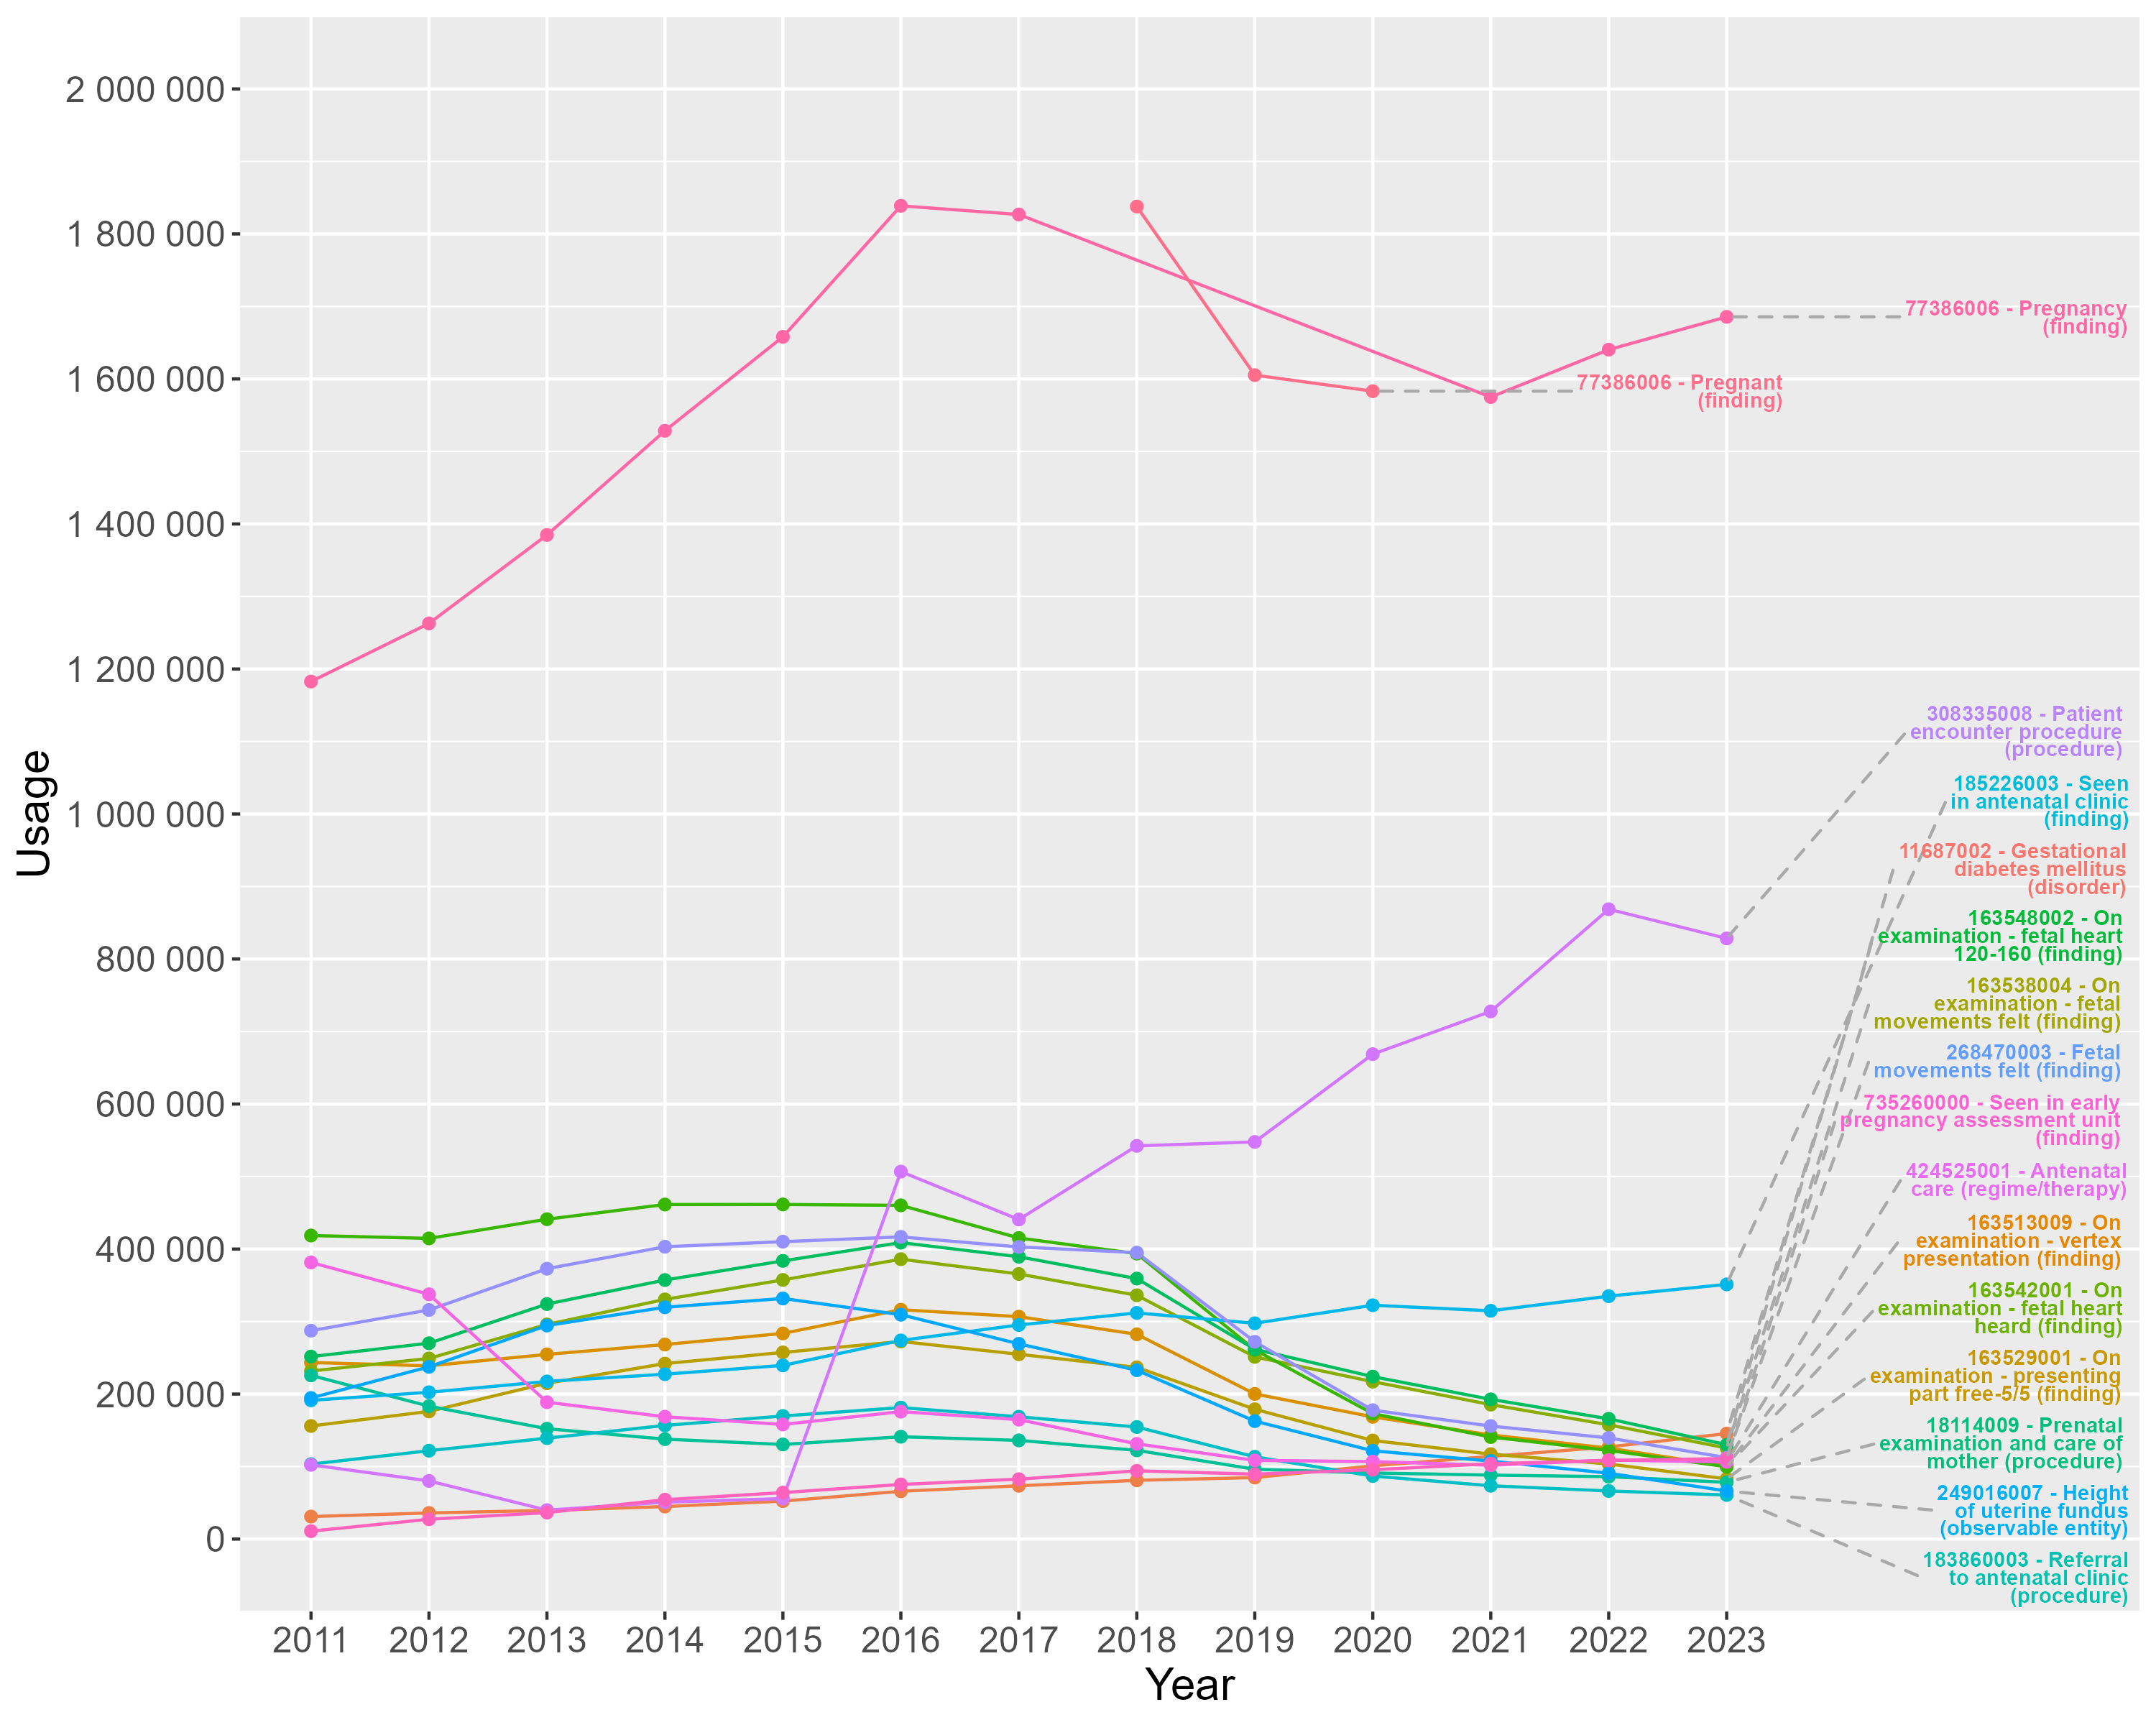 2 000 000
1 800 000
1 600 000
1 400 000
1 200 000
1 000 000
800 000
600 000
400 000
200 000
0
Usage
77386006 - Pregnancy
(finding)
77386006 - Pregnant
(finding)
308335008 - Patient
encounter procedure
(procedure)
185226003 - Seen
in antenatal clinic
(finding)
11687002 - Gestational
diabetes mellitus
(disorder)
163548002 - On
examination - fetal heart
120-160 (finding)
163538004 - On
examination - fetal
movements felt (finding)
268470003 - Fetal
movements felt (finding)
735260000 - Seen in early
pregnancy assessment unit
(finding)
424525001 - Antenatal
care (regime/therapy)
163513009 - On
examination - vertex
presentation (finding)
163542001 - On
examination - fetal heart
heard (finding)
163529001 - On
examination - presenting
part free-5/5 (finding)
18114009 - Prenatal
examination and care of
mother (procedure)
249016007 - Height
of uterine fundus
(observable entity)
183860003 - Referral
to antenatal clinic
(procedure)
2011 2012 2013 2014 2015 2016 2017 2018 2019 2020 2021 2022 2023
Year